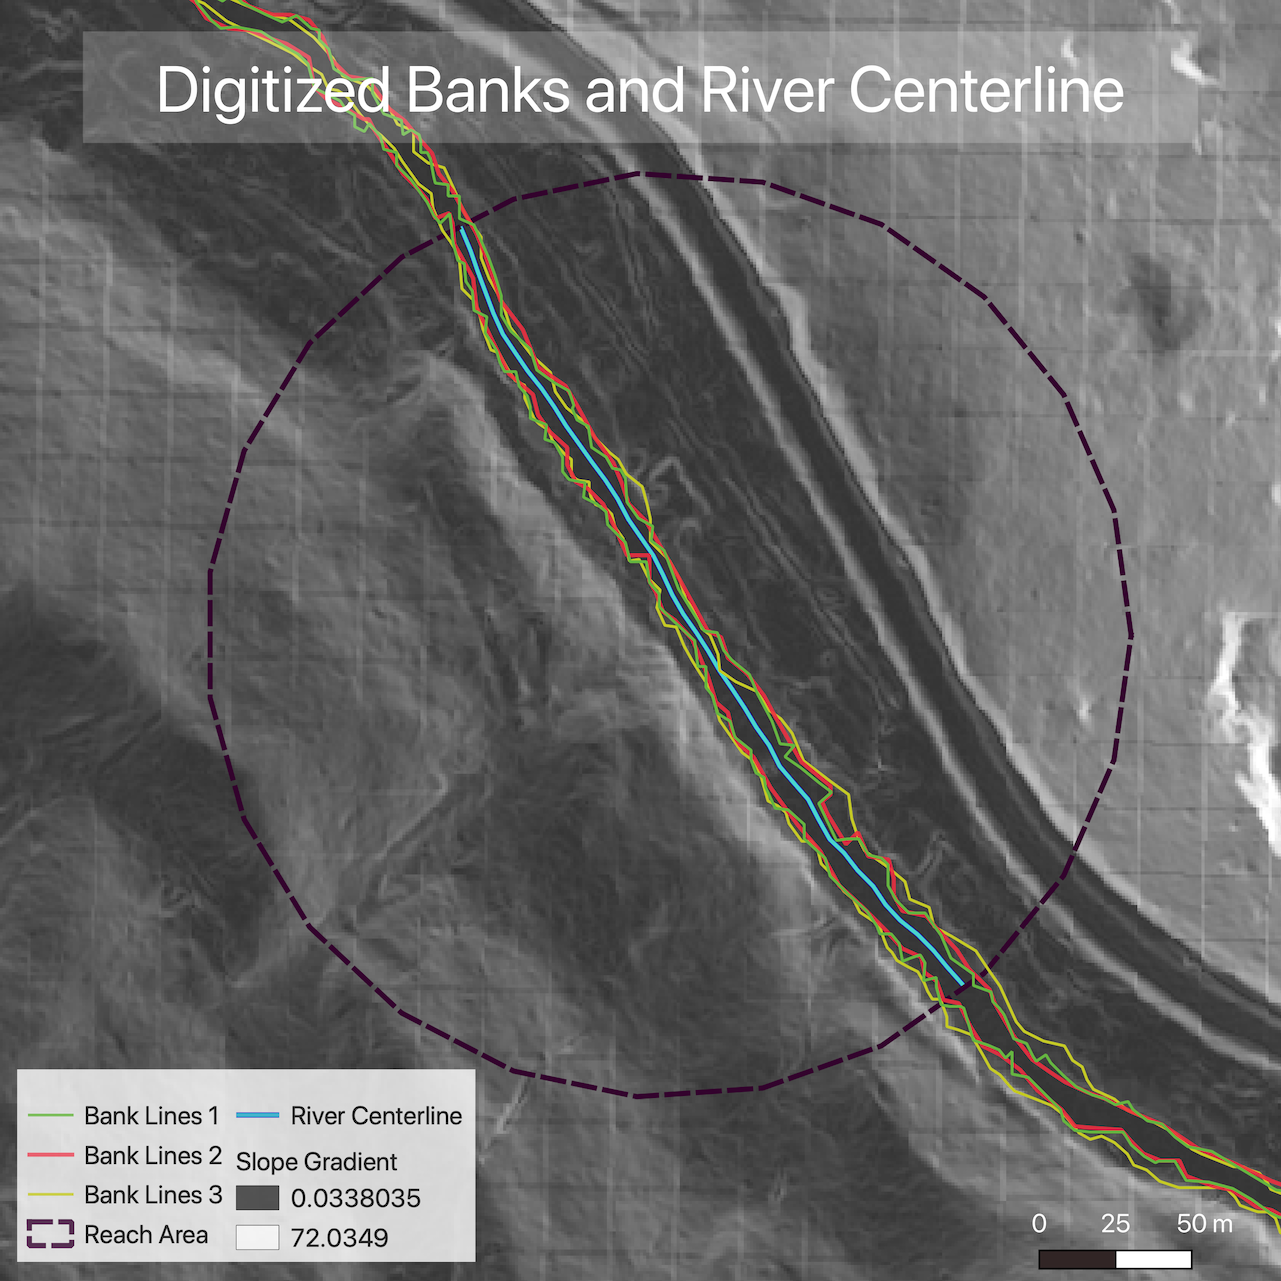 Digitized Banks and River Centerline
Bank Lines 1
Bank Lines 2
Bank Lines 3
Reach Area
River Centerline
Slope Gradient
0.0338035
72.0349
0 25 50 m